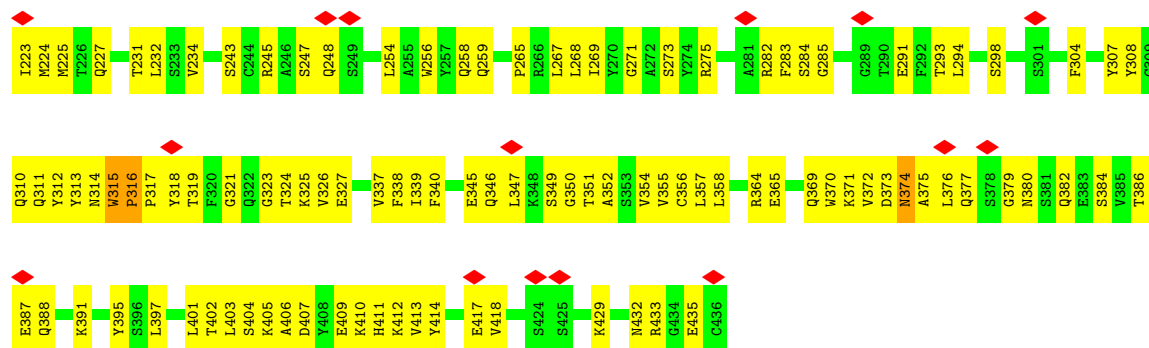 I223 M224 M225 T226 Q227 T231 L232 S233 V234 S243 C244 R245 A246 S247 Q248 S249 L254 A255 W256 Y257 Q258 Q259 P265 R266 L267 L268 I269 Y270 G271 A272 S273 Y274 R275 A281 R282 F283 S284 G285 G289 T290 E291 F292 T293 L294 S298 S301 F304 Y307 Y308
Q310 Q311 Y312 Y313 N314 W315 P316 P317 Y318 T319 F320 G321 Q322 G323 T324 K325 V326 E327 V337 F338 I339 F340 E345 Q346 L347 K348 S349 G350 T351 A352 S353 V354 V355 C356 L357 L358 R364 E365 Q369 W370 K371 V372 D373 N374 A375 L376 Q377 S378 G379 N380 S381 Q382 E383 S384 V385 T386
E387 Q388 K391 Y395 S396 L397 L401 T402 L403 S404 K405 A406 D407 Y408 E409 K410 H411 K412 V413 Y414 E417 V418 S424 S425 K429 N432 R433 G434 E435 C436